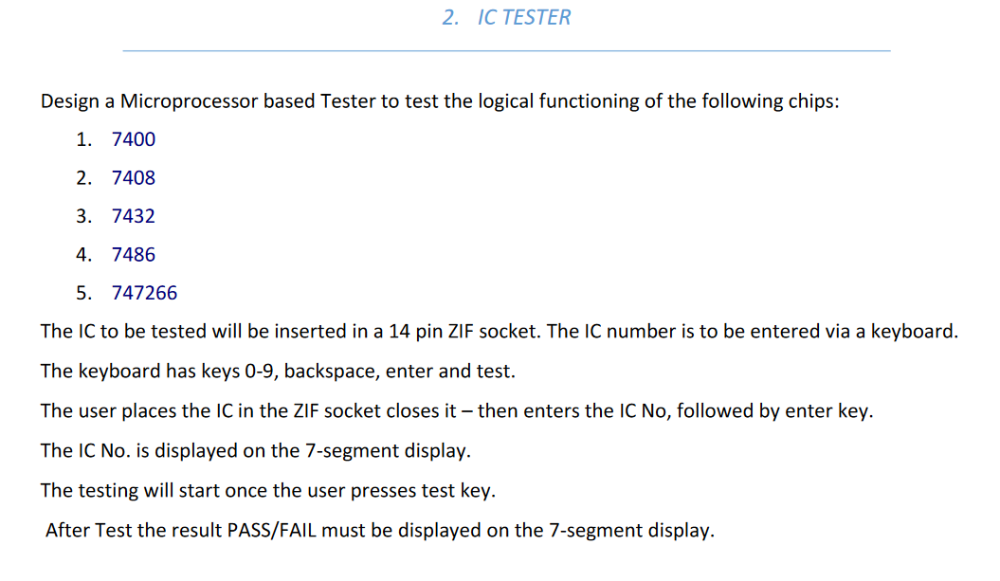 2. IC TESTER
Design a Microprocessor based Tester to test the logical functioning of the following chips:
1. 7400
2. 7408
3. 7432
4. 7486
5. 747266
The IC to be tested will be inserted in a 14 pin ZIF socket. The IC number is to be entered via a keyboard.
The keyboard has keys 0-9, backspace, enter and test.
The user places the IC in the ZIF socket closes it – then enters the IC No, followed by enter key.
The IC No. is displayed on the 7-segment display.
The testing will start once the user presses test key.
After Test the result PASS/FAIL must be displayed on the 7-segment display.